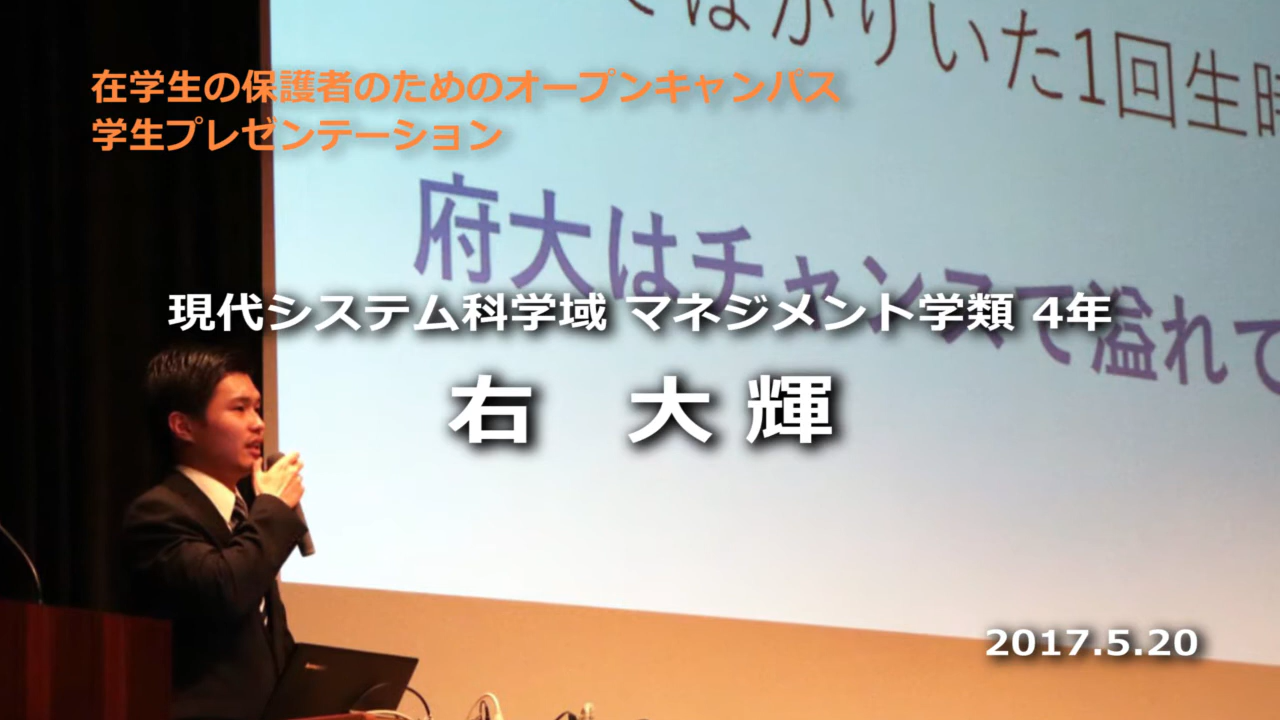 ばかりいた1回生時
在学生の保護者のためのオープンキャンパス
学生プレゼンテーション
府大はチャンスで溢れて
現代システム科学域 マネジメント学類 4年
右 大輝
2017.5.20